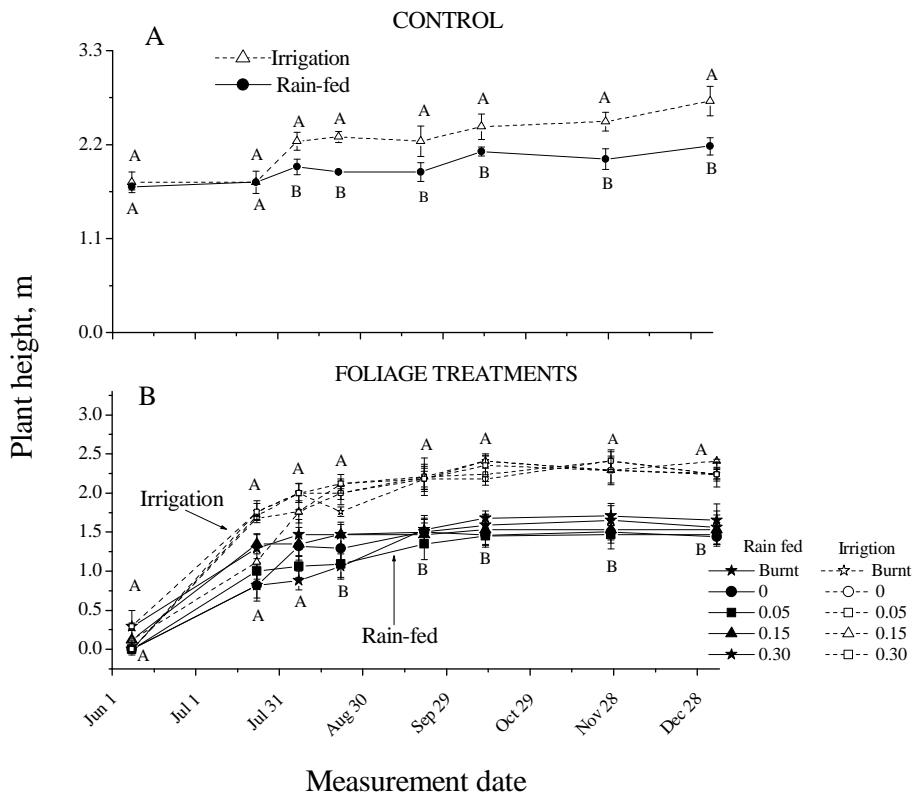 CONTROL
A
Irrigation
Rain-fed
3.3
2.2
1.1
0.0
A A A A A A A A
A A B B B B B B
Plant height, m
FOLIAGE TREATMENTS
B
3.0
2.5
2.0
1.5
1.0
0.5
0.0
A A A A A A A A
A A A B B B B B
Irrigation
Rain-fed
Rain fed Irrigtion
Burnt Burnt
0 0
0.05 0.05
0.15 0.15
0.30 0.30
Jun 1 Jul 1 Jul 31 Aug 30 Sep 29 Oct 29 Nov 28 Dec 28
Measurement date